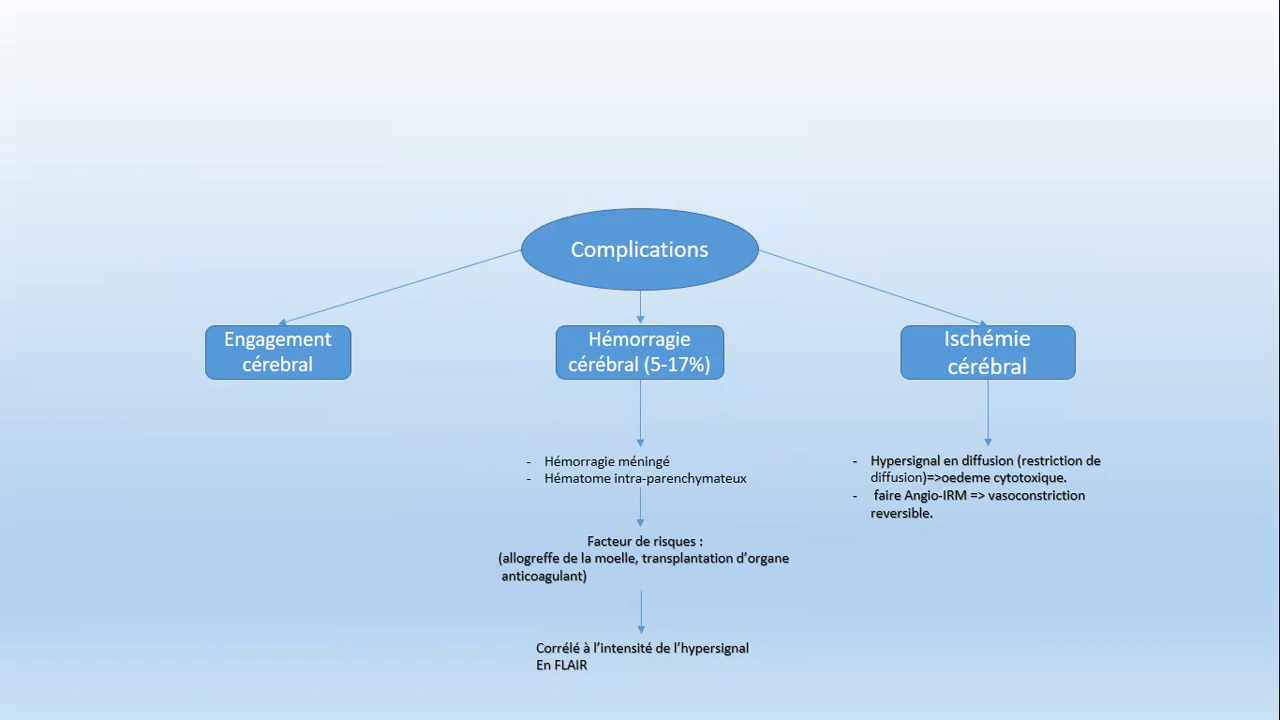 Complications
Engagement
cérebral
Hémorragie
cérébral (5-17%)
Ischémie
cérébral
- Hémorragie méningé
- Hématome intra-parenchymateux
- Hypersignal en diffusion (restriction de
diffusion)=>oedeme cytotoxique.
- faire Angio-IRM => vasoconstriction
reversible.
Facteur de risques :
(allogreffe de la moelle, transplantation d’organe
anticoagulant)
Corrélé à l’intensité de l’hypersignal
En FLAIR